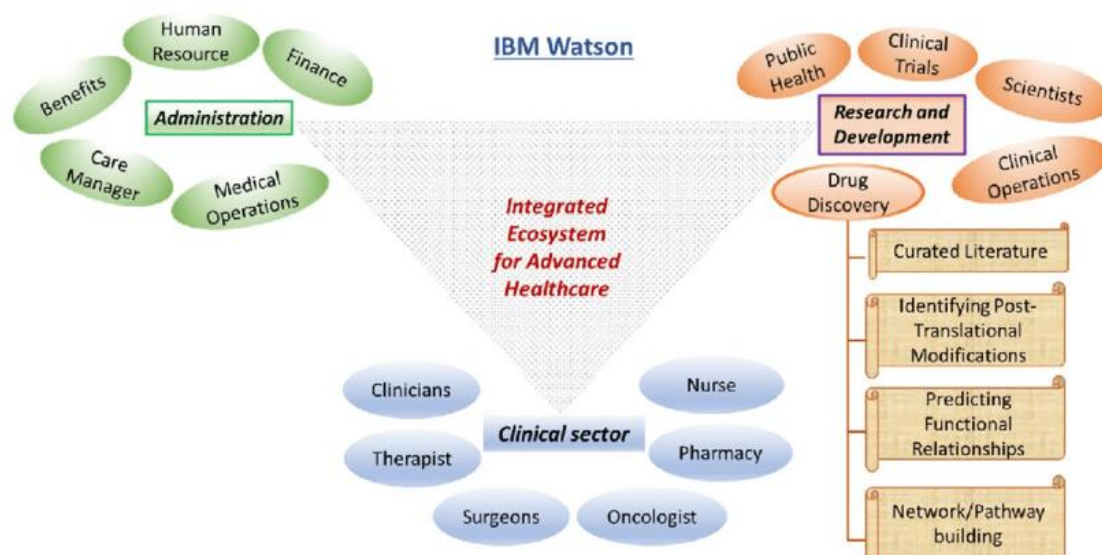 IBM Watson
Human
Resource
Finance
Benefits
Administration
Care
Manager
Medical
Operations
Public
Health
Clinical
Trials
Scientists
Research and
Development
Clinical
Operations
Drug
Discovery
Curated Literature
Identifying Post-
Translational
Modifications
Predicting
Functional
Relationships
Network/Pathway
building
Integrated
Ecosystem
for Advanced
Healthcare
Clinicians
Nurse
Clinical sector
Therapist
Pharmacy
Surgeons
Oncologist